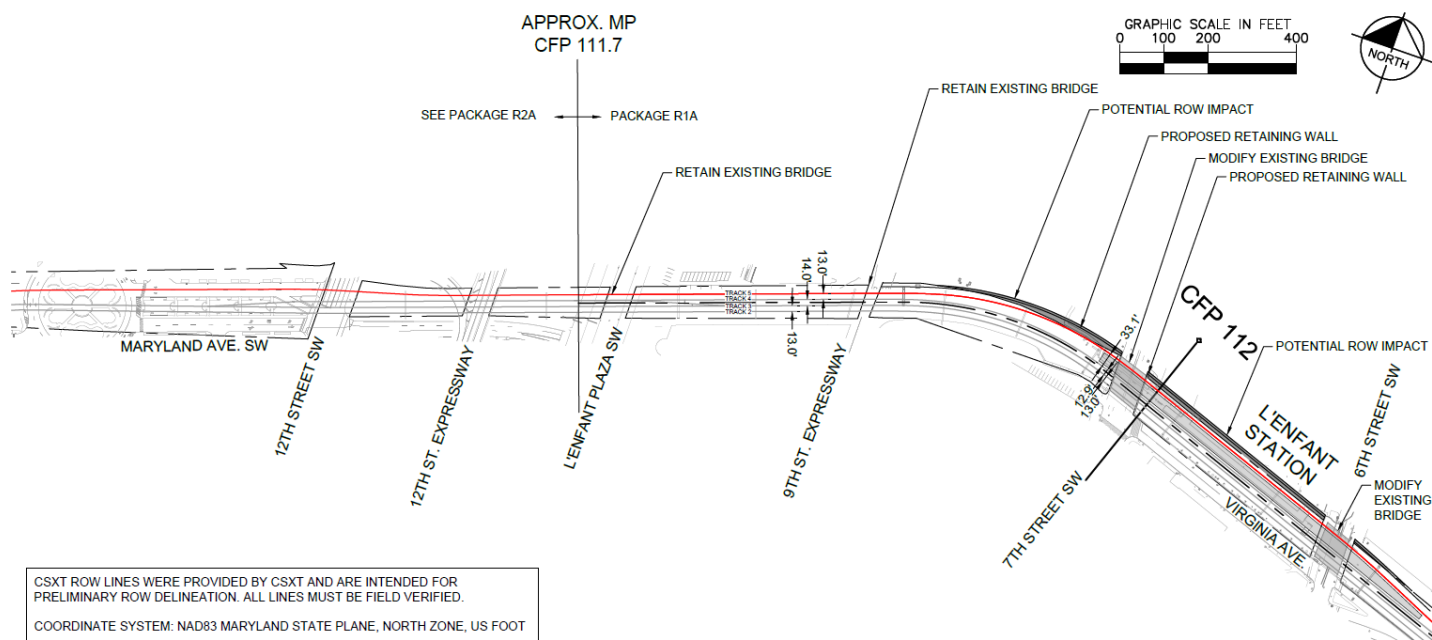 APPROX. MP
CFP 111.7
GRAPHIC SCALE IN FEET
0 100 200 400
NORTH
SEE PACKAGE R2A
PACKAGE R1A
RETAIN EXISTING BRIDGE
POTENTIAL ROW IMPACT
PROPOSED RETAINING WALL
MODIFY EXISTING BRIDGE
PROPOSED RETAINING WALL
RETAIN EXISTING BRIDGE
13.0'
14.0'
TRACK 5
TRACK 4
TRACK 3
TRACK 2
13.0'
MARYLAND AVE. SW
12TH STREET SW
12TH ST. EXPRESSWAY
L'ENFANT PLAZA SW
9TH ST. EXPRESSWAY
33.1'
12.9'
13.0'
CFP 112
POTENTIAL ROW IMPACT
L'ENFANT
STATION
6TH STREET SW
7TH STREET SW
VIRGINIA AVE.
MODIFY
EXISTING
BRIDGE
CSXT ROW LINES WERE PROVIDED BY CSXT AND ARE INTENDED FOR
PRELIMINARY ROW DELINEATION. ALL LINES MUST BE FIELD VERIFIED.
COORDINATE SYSTEM: NAD83 MARYLAND STATE PLANE, NORTH ZONE, US FOOT